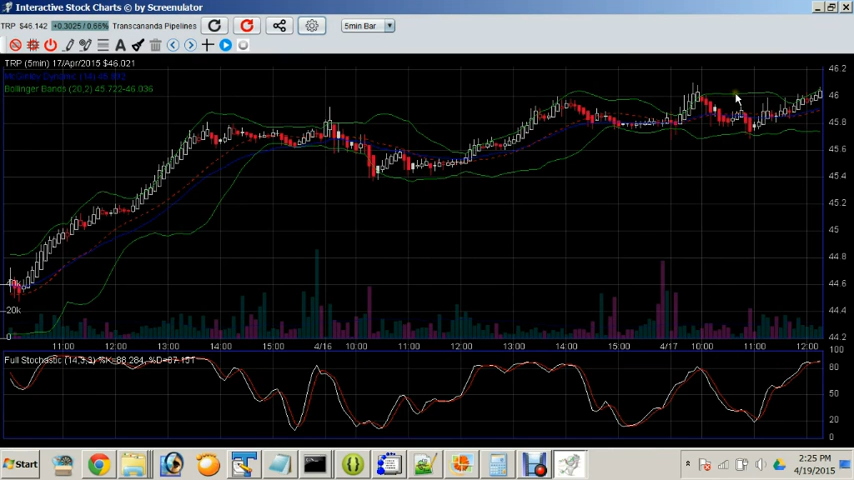 Interactive Stock Charts © by Screenulator
TRP $46.142 +0.3025 / 0.66% Transcananda Pipelines 5min Bar
TRP (5min) 17/Apr/2015 $46.021
Bollinger Bands (20,2) 45.722-46.036
46.2
46
45.8
45.6
45.4
45.2
45
44.8
44.6
44.4
44.2
20k
0
11:00 12:00 13:00 14:00 15:00 4/16 10:00 11:00 12:00 13:00 14:00 15:00 4/17 10:00 11:00 12:00
Full Stochastic (14,3,3)
100
80
50
20
0
Start
2:25 PM
4/19/2015